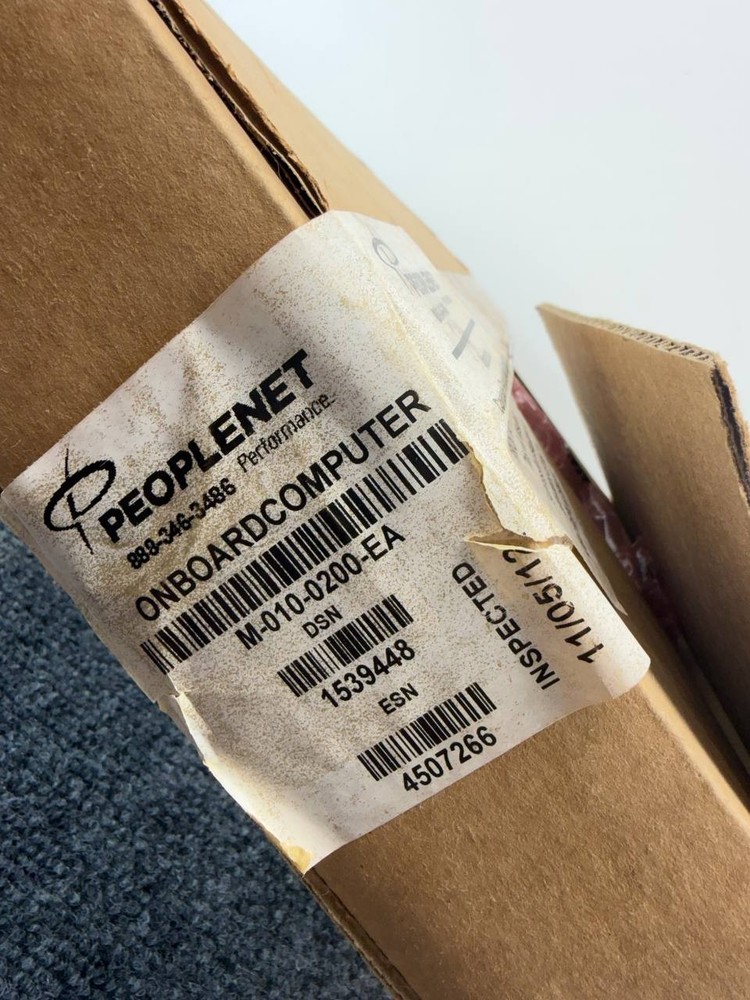 PEOPLENET
888-346-3486 Performance
ONBOARDCOMPUTER
M-010-0200-EA
DSN
1539448
ESN
4507266
INSPECTED
11/05/12